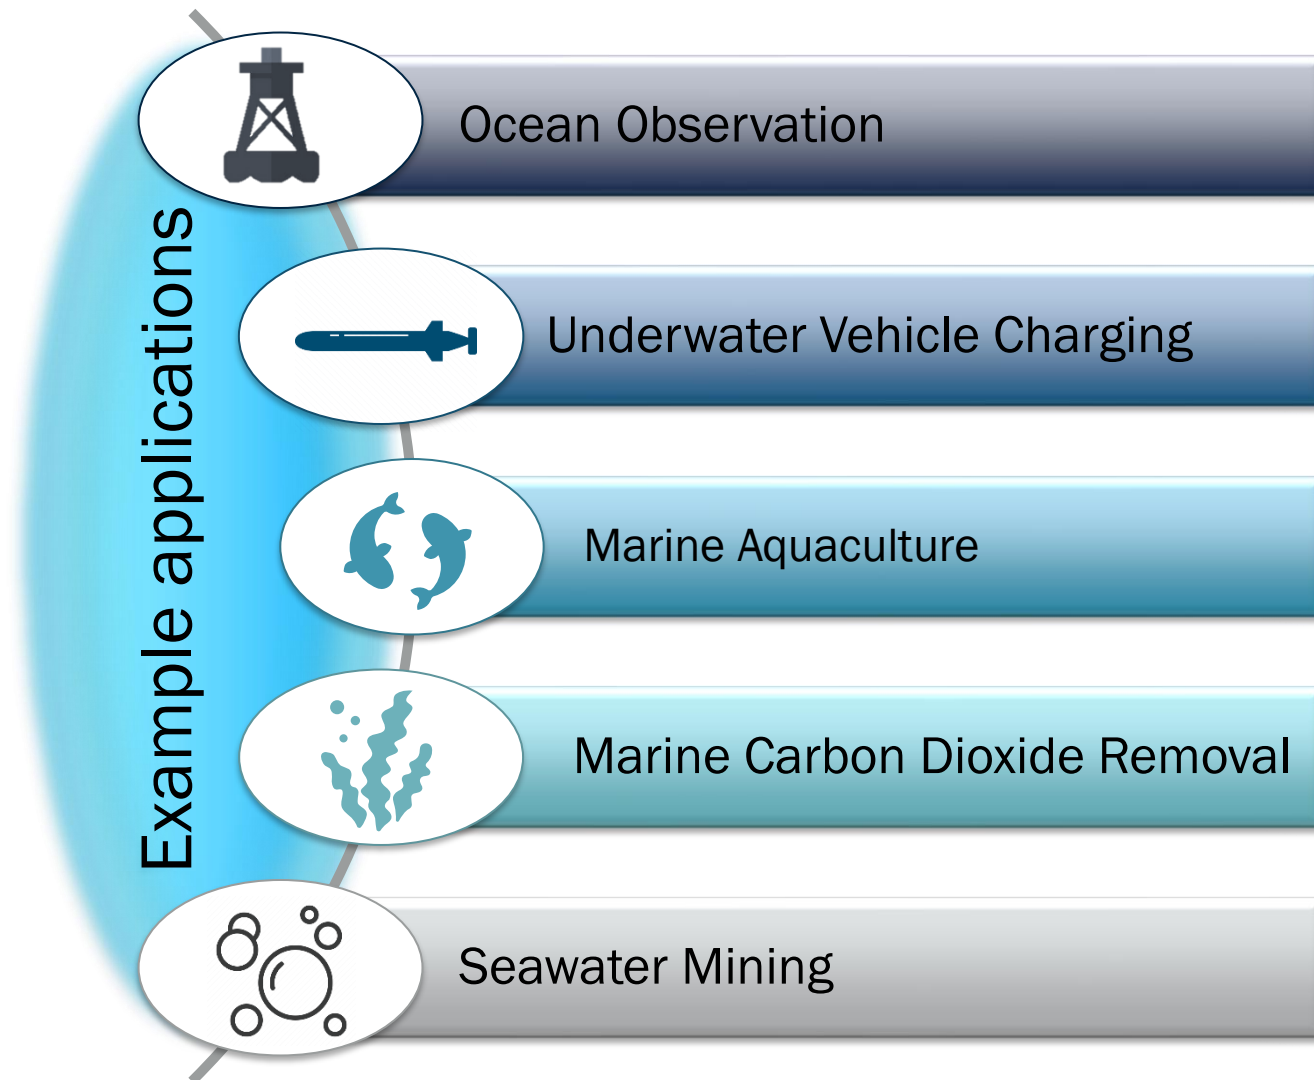 Example applications
Ocean Observation
Underwater Vehicle Charging
Marine Aquaculture
Marine Carbon Dioxide Removal
Seawater Mining